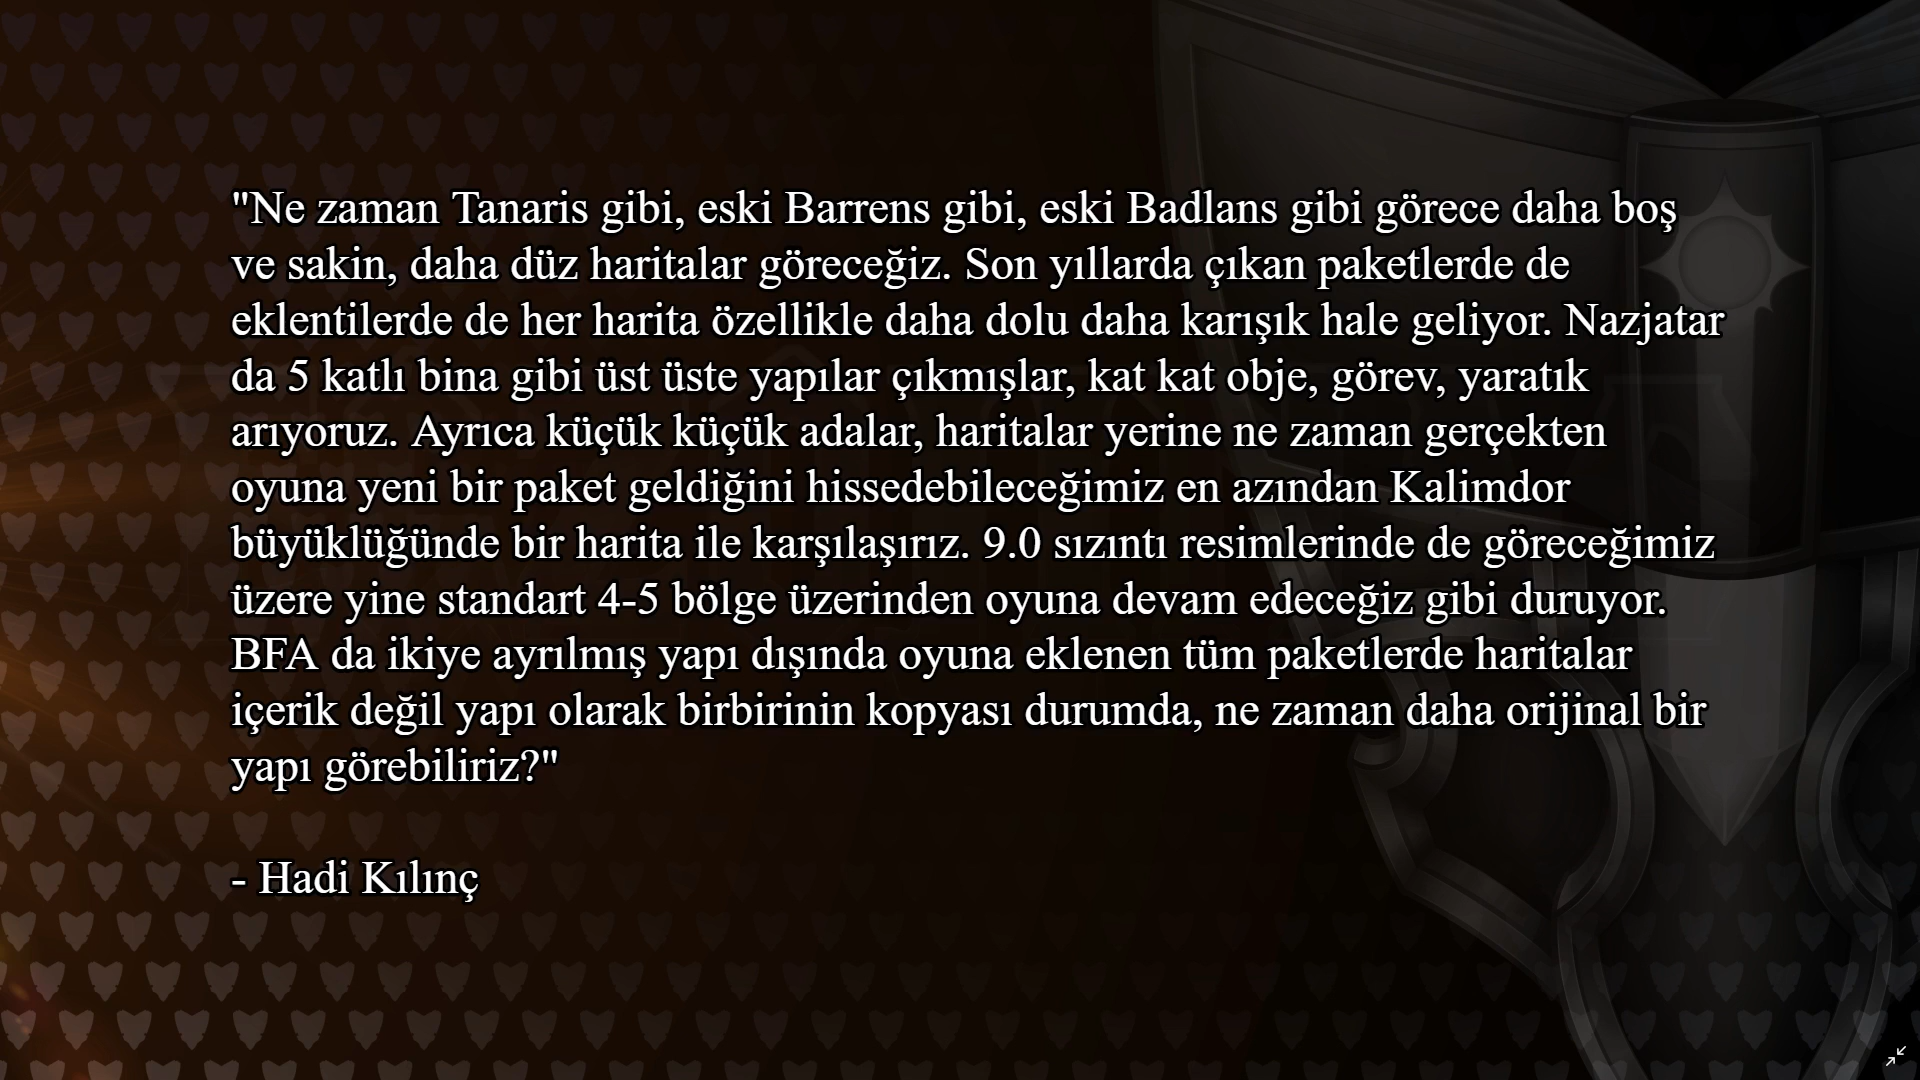 "Ne zaman Tanaris gibi, eski Barrens gibi, eski Badlans gibi görece daha boş
ve sakin, daha düz haritalar göreceğiz. Son yıllarda çıkan paketlerde de
eklentilerde de her harita özellikle daha dolu daha karışık hale geliyor. Nazjatar
da 5 katlı bina gibi üst üste yapılar çıkmışlar, kat kat obje, görev, yaratık
arıyoruz. Ayrıca küçük küçük adalar, haritalar yerine ne zaman gerçekten
oyuna yeni bir paket geldiğini hissedebileceğimiz en azından Kalimdor
büyüklüğünde bir harita ile karşılaşırız. 9.0 sızıntı resimlerinde de göreceğimiz
üzere yine standart 4-5 bölge üzerinden oyuna devam edeceğiz gibi duruyor.
BFA da ikiye ayrılmış yapı dışında oyuna eklenen tüm paketlerde haritalar
içerik değil yapı olarak birbirinin kopyası durumda, ne zaman daha orijinal bir
yapı görebiliriz?"
- Hadi Kılınç